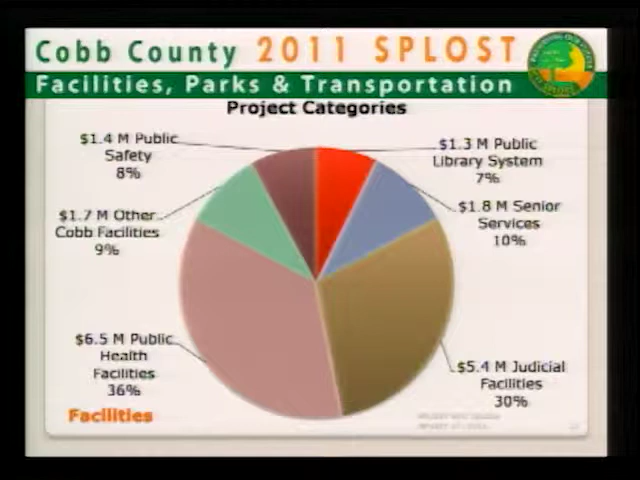 Cobb County 2011 SPLOST
Facilities, Parks & Transportation
Project Categories
$1.4 M Public
Safety
8%
$1.3 M Public
Library System
7%
$1.7 M Other
Cobb Facilities
9%
$1.8 M Senior
Services
10%
$6.5 M Public
Health
Facilities
36%
$5.4 M Judicial
Facilities
30%
Facilities